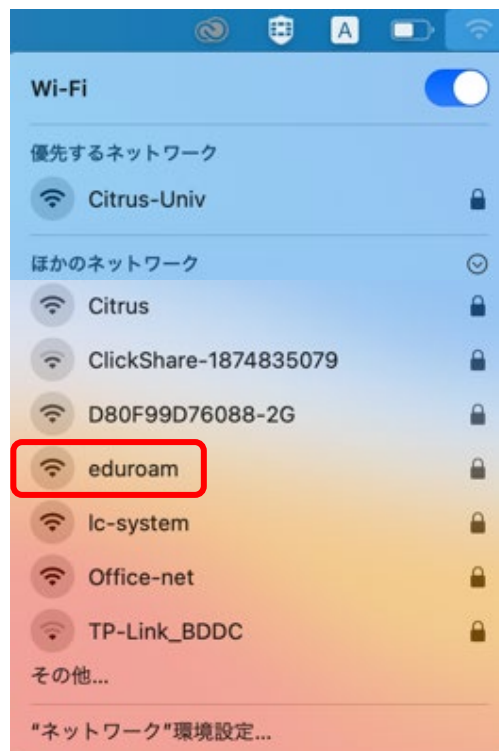 A
Wi-Fi
優先するネットワーク
Citrus-Univ
ほかのネットワーク
Citrus
ClickShare-1874835079
D80F99D76088-2G
eduroam
lc-system
Office-net
TP-Link_BDDC
その他...
“ネットワーク”環境設定...